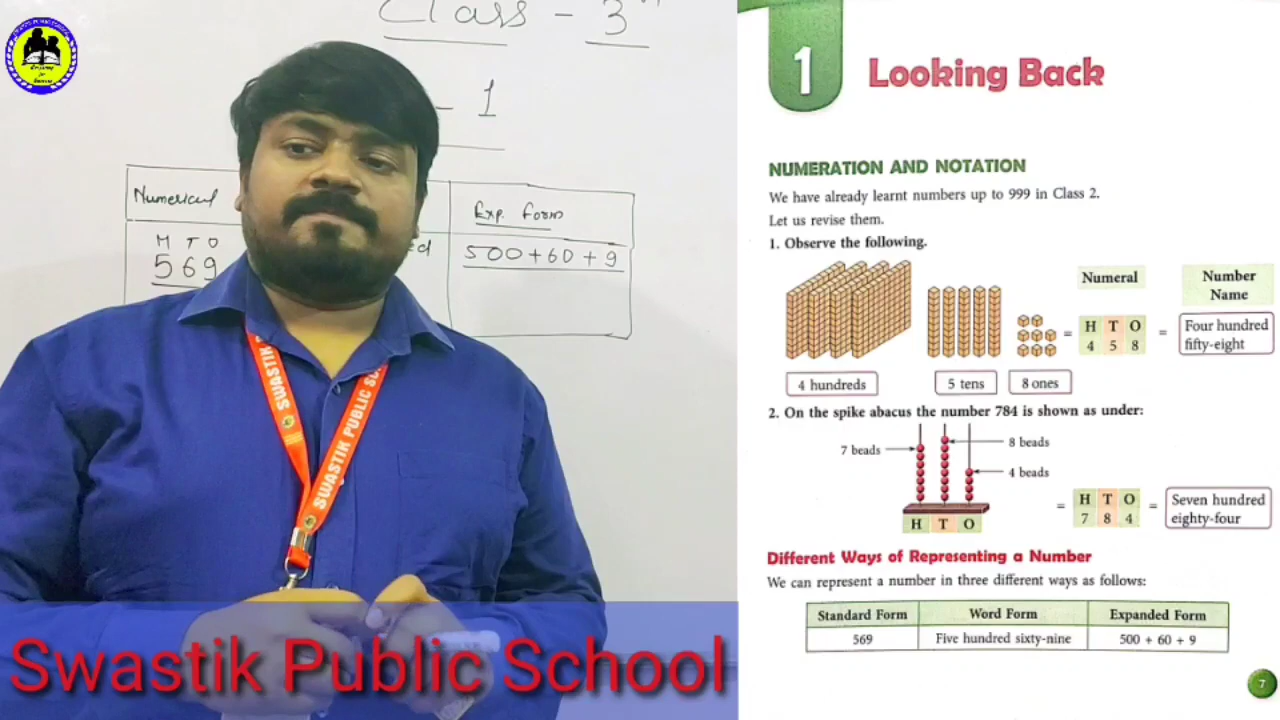 Class - 3rd
- 1
Numerical
Exp. form
H T O
569
ed
500+60+9
SWASTIK
SWASTIK PUBLIC SC
Swastik Public School
1
Looking Back
NUMERATION AND NOTATION
We have already learnt numbers up to 999 in Class 2.
Let us revise them.
1. Observe the following.
Numeral
Number
Name
= H T O = Four hundred
4 5 8 fifty-eight
4 hundreds 5 tens 8 ones
2. On the spike abacus the number 784 is shown as under:
7 beads
8 beads
4 beads
H T O
= H T O = Seven hundred
7 8 4 eighty-four
Different Ways of Representing a Number
We can represent a number in three different ways as follows:
Standard Form Word Form Expanded Form
569 Five hundred sixty-nine 500 + 60 + 9
7